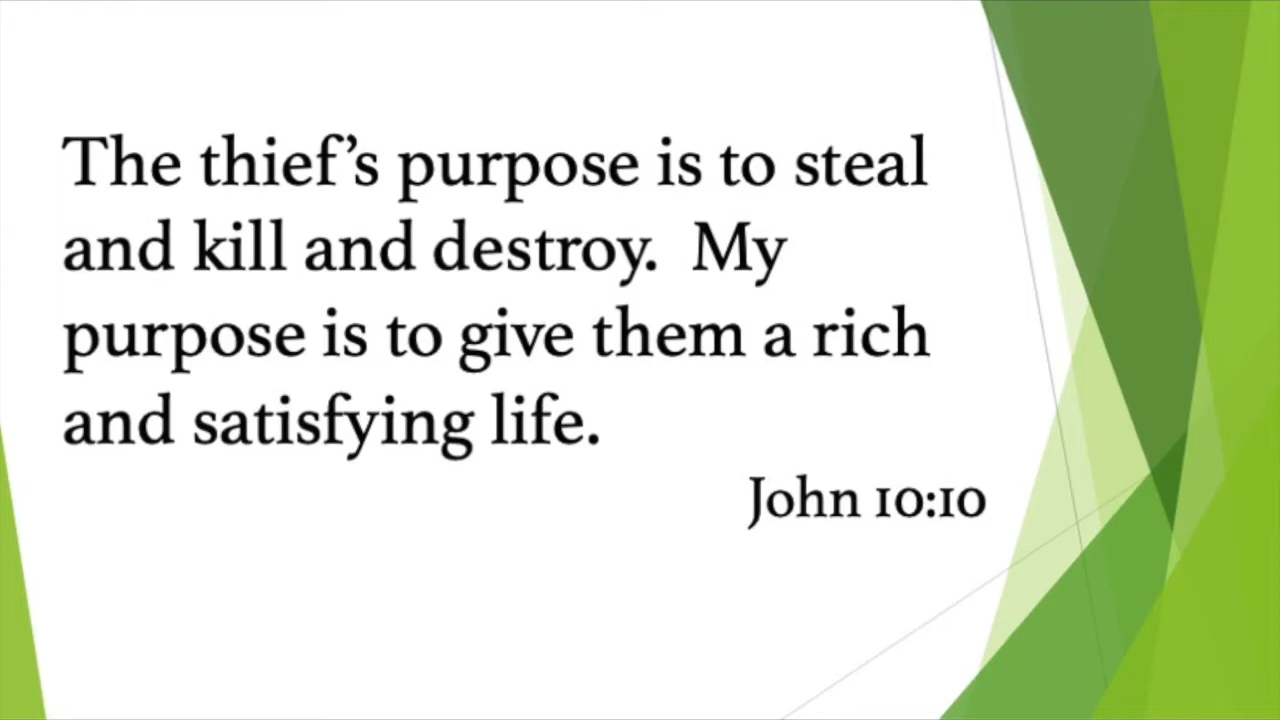 The thief’s purpose is to steal
and kill and destroy.  My
purpose is to give them a rich
and satisfying life.
John 10:10